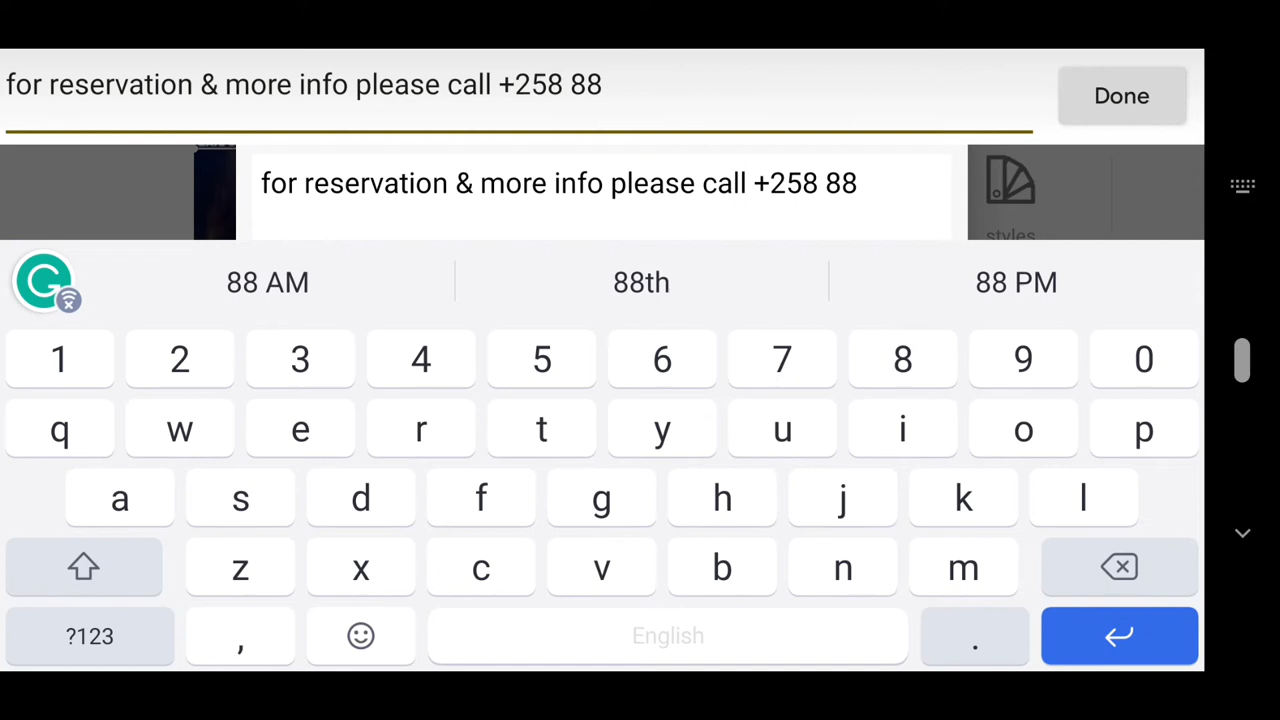 for reservation & more info please call +258 88
Done
for reservation & more info please call +258 88
styles
88 AM 88th 88 PM
1 2 3 4 5 6 7 8 9 0
q w e r t y u i o p
a s d f g h j k l
z x c v b n m
?123 , English .